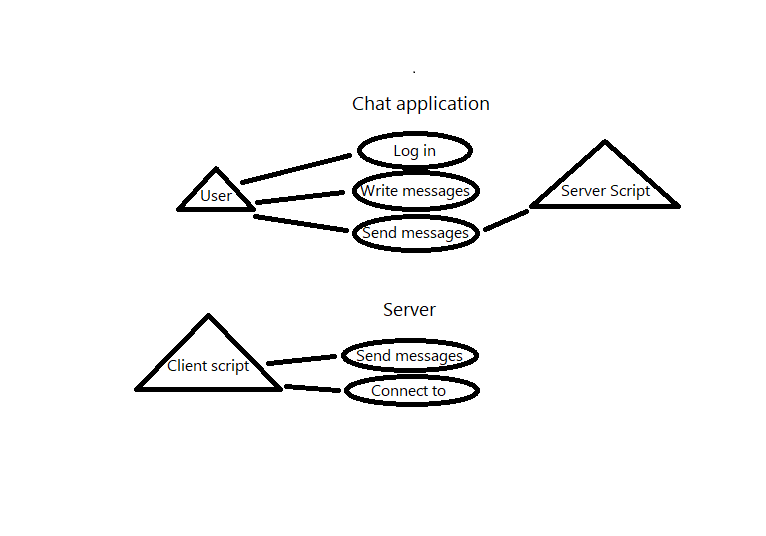 Chat application
Log in
User
Write messages
Server Script
Send messages
Server
Send messages
Client script
Connect to